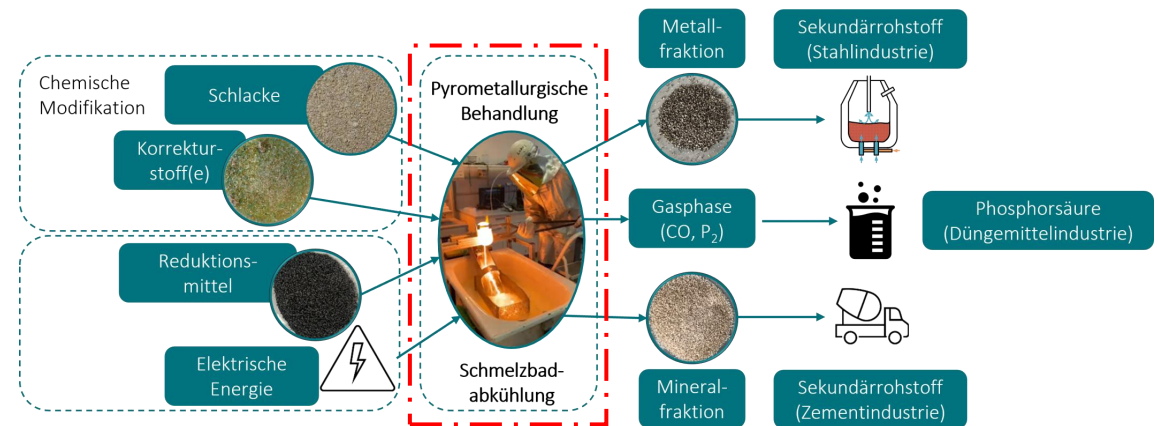 Chemische
Modifikation
Schlacke
Korrektur-
stoff(e)
Reduktions-
mittel
Elektrische
Energie
Pyrometallurgische
Behandlung
Schmelzbad-
abkühlung
Metall-
fraktion
Sekundärrohstoff
(Stahlindustrie)
Gasphase
(CO, P₂)
Phosphorsäure
(Düngemittelindustrie)
Mineral-
fraktion
Sekundärrohstoff
(Zementindustrie)